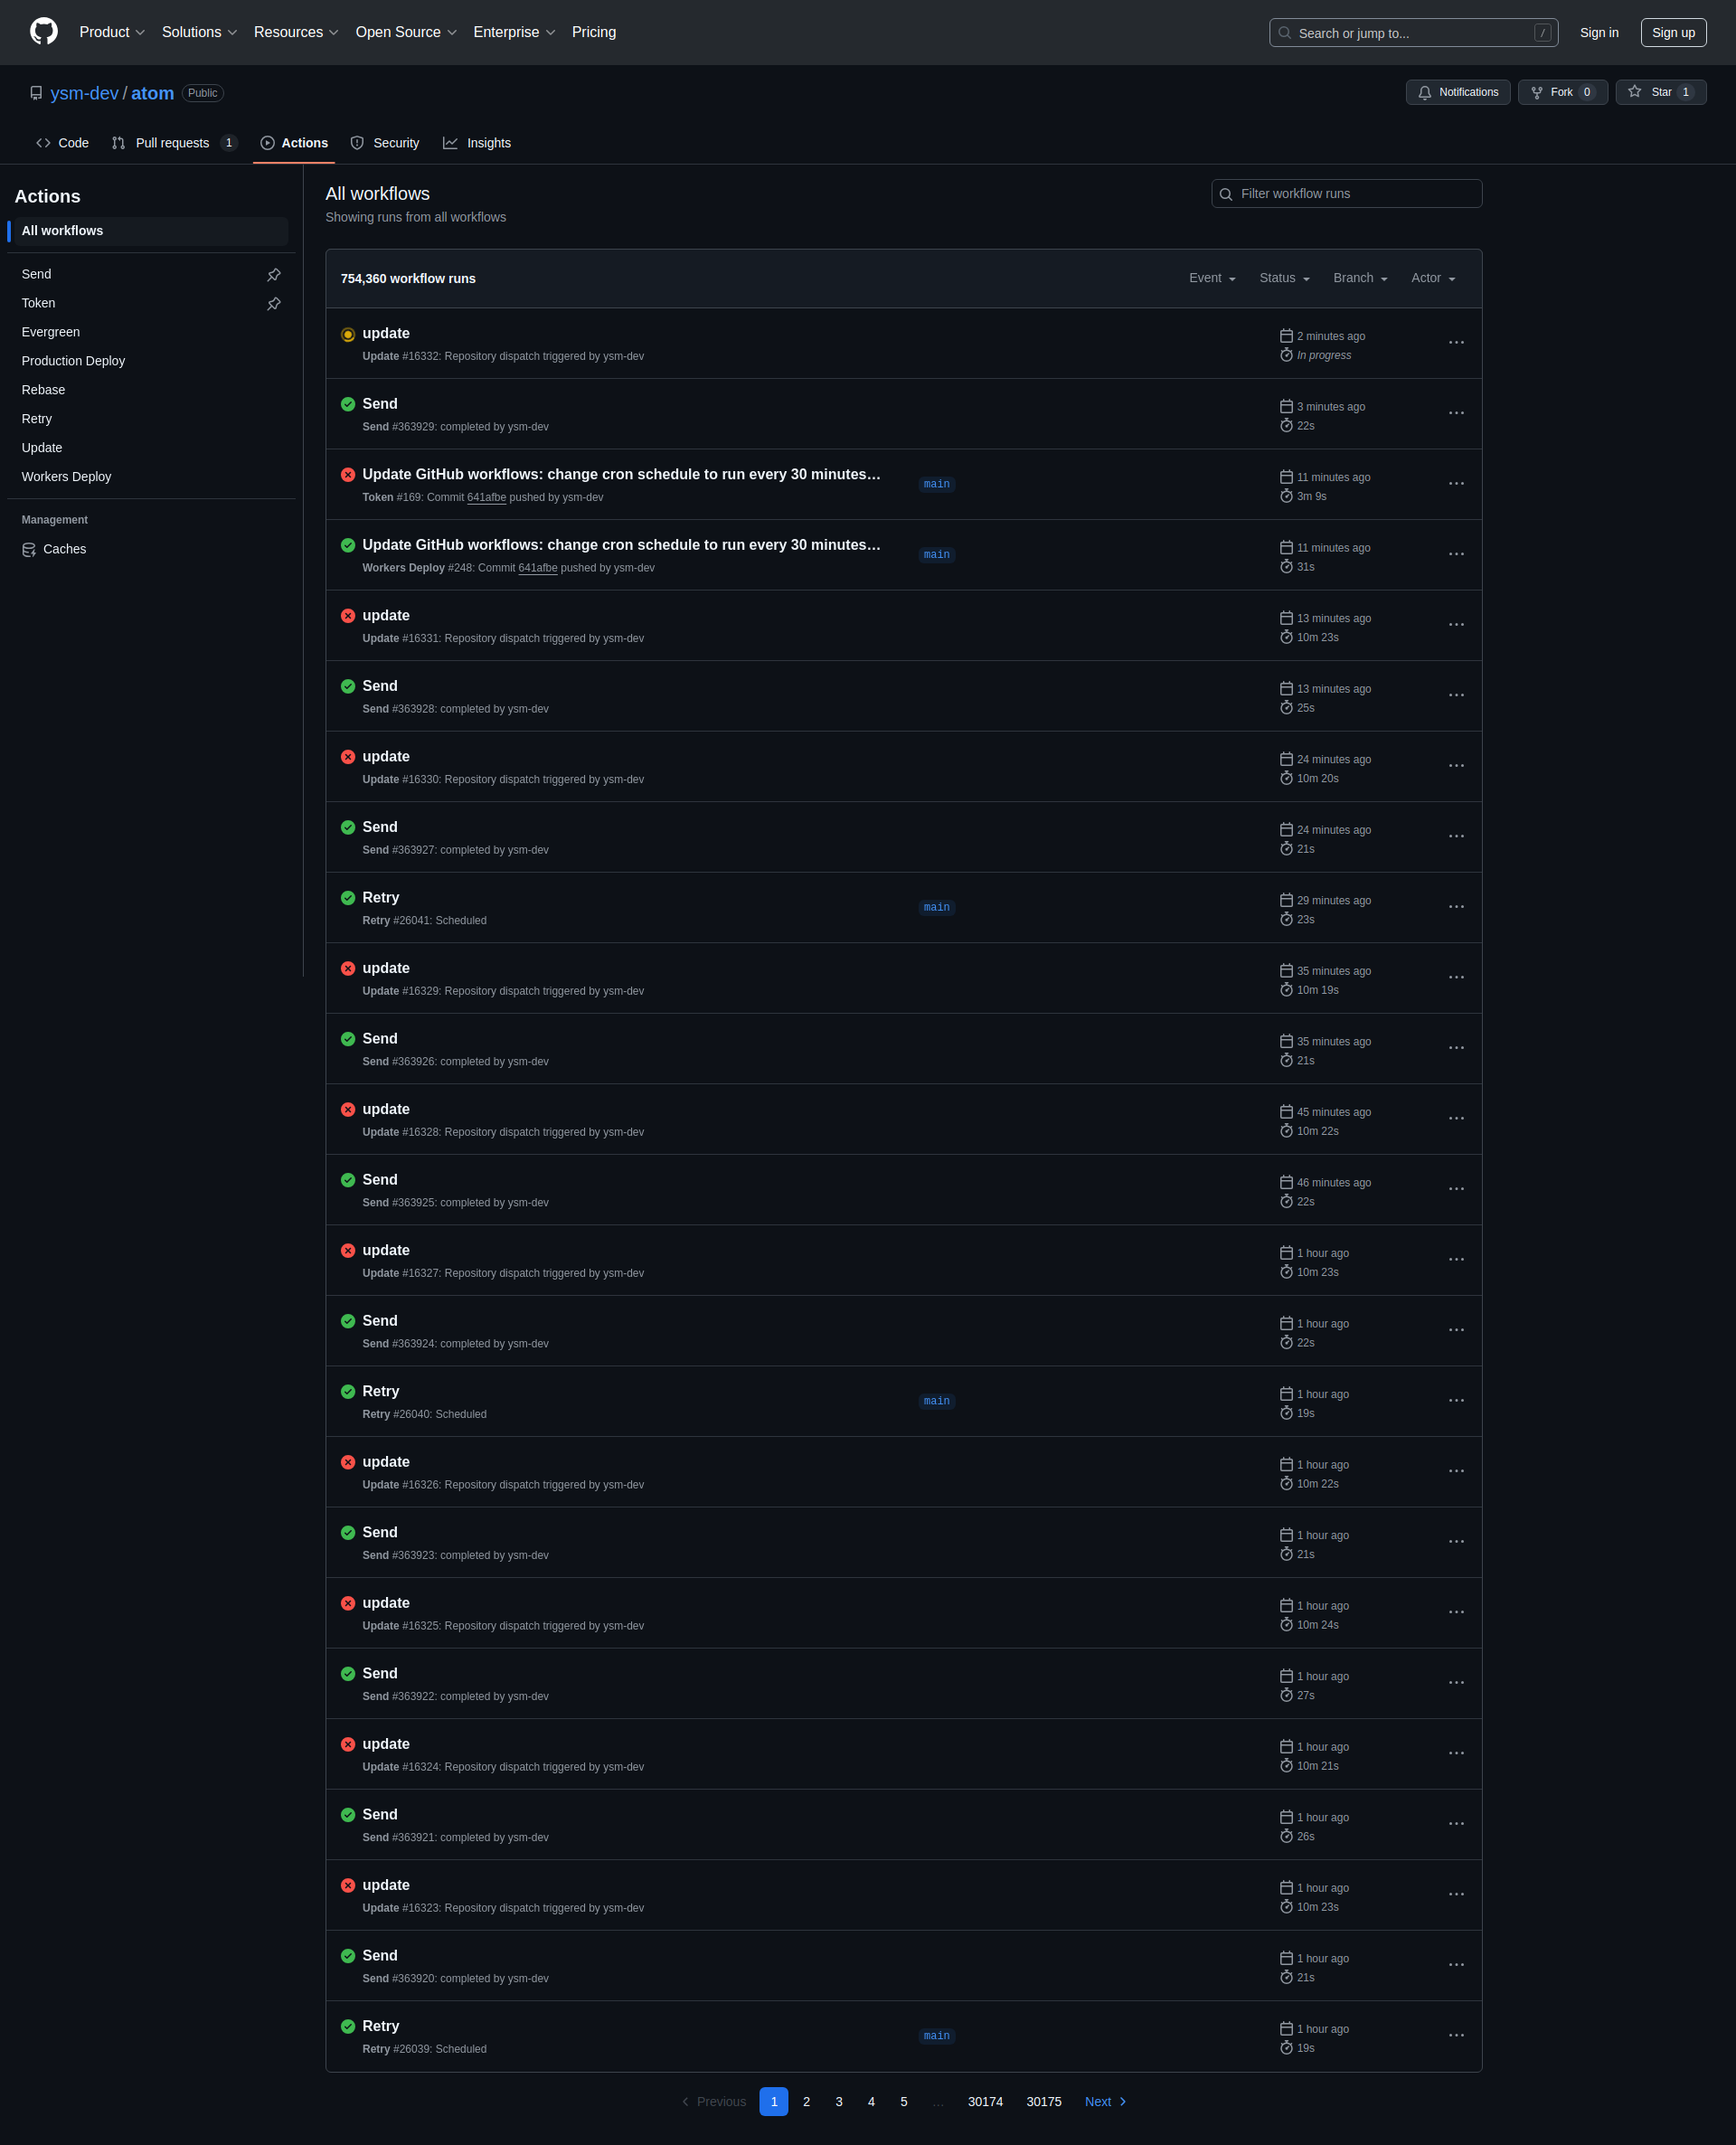 Product Solutions Resources Open Source Enterprise Pricing Search or jump to... / Sign in Sign up
ysm-dev / atom Public Notifications Fork 0 Star 1
Code Pull requests 1 Actions Security Insights
Actions
All workflows
Send
Token
Evergreen
Production Deploy
Rebase
Retry
Update
Workers Deploy
Management
Caches
All workflows
Showing runs from all workflows
Filter workflow runs
754,360 workflow runs Event Status Branch Actor
update
2 minutes ago
Update #16332: Repository dispatch triggered by ysm-dev
In progress
Send
3 minutes ago
Send #363929: completed by ysm-dev
22s
Update GitHub workflows: change cron schedule to run every 30 minutes…
main
11 minutes ago
Token #169: Commit 641afbe pushed by ysm-dev
3m 9s
Update GitHub workflows: change cron schedule to run every 30 minutes…
main
11 minutes ago
Workers Deploy #248: Commit 641afbe pushed by ysm-dev
31s
update
13 minutes ago
Update #16331: Repository dispatch triggered by ysm-dev
10m 23s
Send
13 minutes ago
Send #363928: completed by ysm-dev
25s
update
24 minutes ago
Update #16330: Repository dispatch triggered by ysm-dev
10m 20s
Send
24 minutes ago
Send #363927: completed by ysm-dev
21s
Retry
main
29 minutes ago
Retry #26041: Scheduled
23s
update
35 minutes ago
Update #16329: Repository dispatch triggered by ysm-dev
10m 19s
Send
35 minutes ago
Send #363926: completed by ysm-dev
21s
update
45 minutes ago
Update #16328: Repository dispatch triggered by ysm-dev
10m 22s
Send
46 minutes ago
Send #363925: completed by ysm-dev
22s
update
1 hour ago
Update #16327: Repository dispatch triggered by ysm-dev
10m 23s
Send
1 hour ago
Send #363924: completed by ysm-dev
22s
Retry
main
1 hour ago
Retry #26040: Scheduled
19s
update
1 hour ago
Update #16326: Repository dispatch triggered by ysm-dev
10m 22s
Send
1 hour ago
Send #363923: completed by ysm-dev
21s
update
1 hour ago
Update #16325: Repository dispatch triggered by ysm-dev
10m 24s
Send
1 hour ago
Send #363922: completed by ysm-dev
27s
update
1 hour ago
Update #16324: Repository dispatch triggered by ysm-dev
10m 21s
Send
1 hour ago
Send #363921: completed by ysm-dev
26s
update
1 hour ago
Update #16323: Repository dispatch triggered by ysm-dev
10m 23s
Send
1 hour ago
Send #363920: completed by ysm-dev
21s
Retry
main
1 hour ago
Retry #26039: Scheduled
19s
Previous 1 2 3 4 5 … 30174 30175 Next